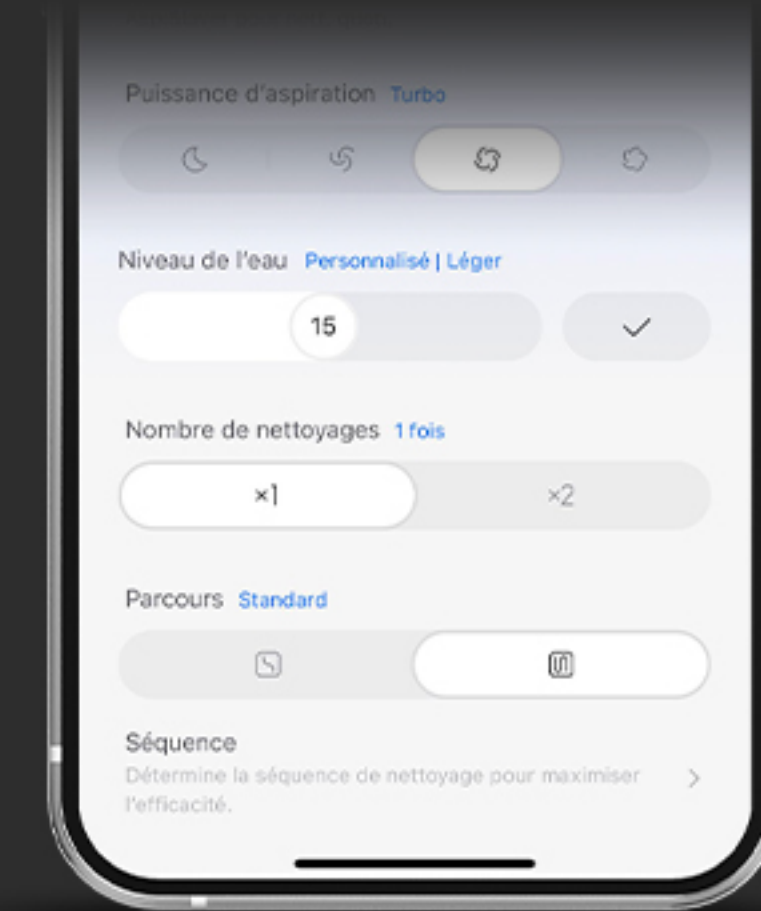 Puissance d'aspiration Turbo
Niveau de l'eau Personnalisé | Léger
15
Nombre de nettoyages 1 fois
×1 ×2
Parcours Standard
Séquence
Détermine la séquence de nettoyage pour maximiser
l'efficacité.